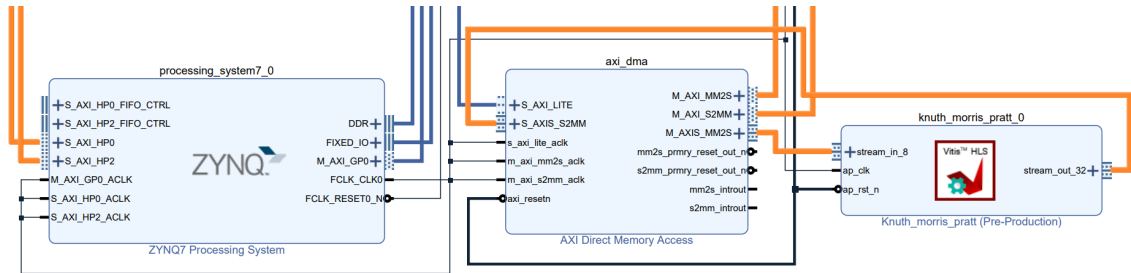 processing_system7_0
S_AXI_HP0_FIFO_CTRL
S_AXI_HP2_FIFO_CTRL
S_AXI_HP0
S_AXI_HP2
M_AXI_GP0_ACLK
S_AXI_HP0_ACLK
S_AXI_HP2_ACLK
ZYNQ
DDR
FIXED_IO
M_AXI_GP0
FCLK_CLK0
FCLK_RESET0_N
ZYNQ7 Processing System
axi_dma
S_AXI_LITE
S_AXIS_S2MM
s_axi_lite_aclk
m_axi_mm2s_aclk
m_axi_s2mm_aclk
axi_resetn
M_AXI_MM2S
M_AXI_S2MM
M_AXIS_MM2S
mm2s_prmry_reset_out_n
s2mm_prmry_reset_out_n
mm2s_introut
s2mm_introut
AXI Direct Memory Access
knuth_morris_pratt_0
stream_in_8
ap_clk
ap_rst_n
Vitis™ HLS
stream_out_32
Knuth_morris_pratt (Pre-Production)